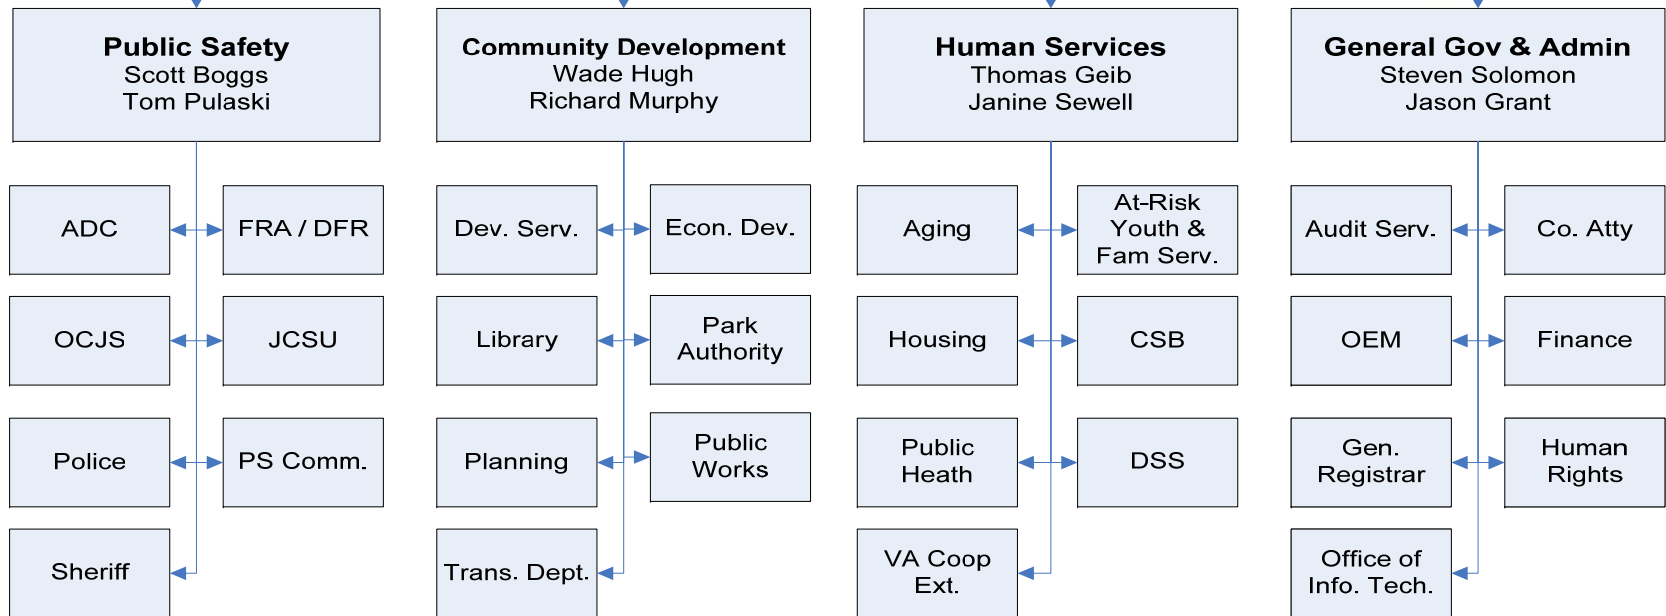 Public Safety
Scott Boggs
Tom Pulaski
Community Development
Wade Hugh
Richard Murphy
Human Services
Thomas Geib
Janine Sewell
General Gov & Admin
Steven Solomon
Jason Grant
ADC
FRA / DFR
OCJS
JCSU
Police
PS Comm.
Sheriff
Dev. Serv.
Econ. Dev.
Library
Park
Authority
Planning
Public
Works
Trans. Dept.
Aging
At-Risk
Youth &
Fam Serv.
Housing
CSB
Public
Heath
DSS
VA Coop
Ext.
Audit Serv.
Co. Atty
OEM
Finance
Gen.
Registrar
Human
Rights
Office of
Info. Tech.